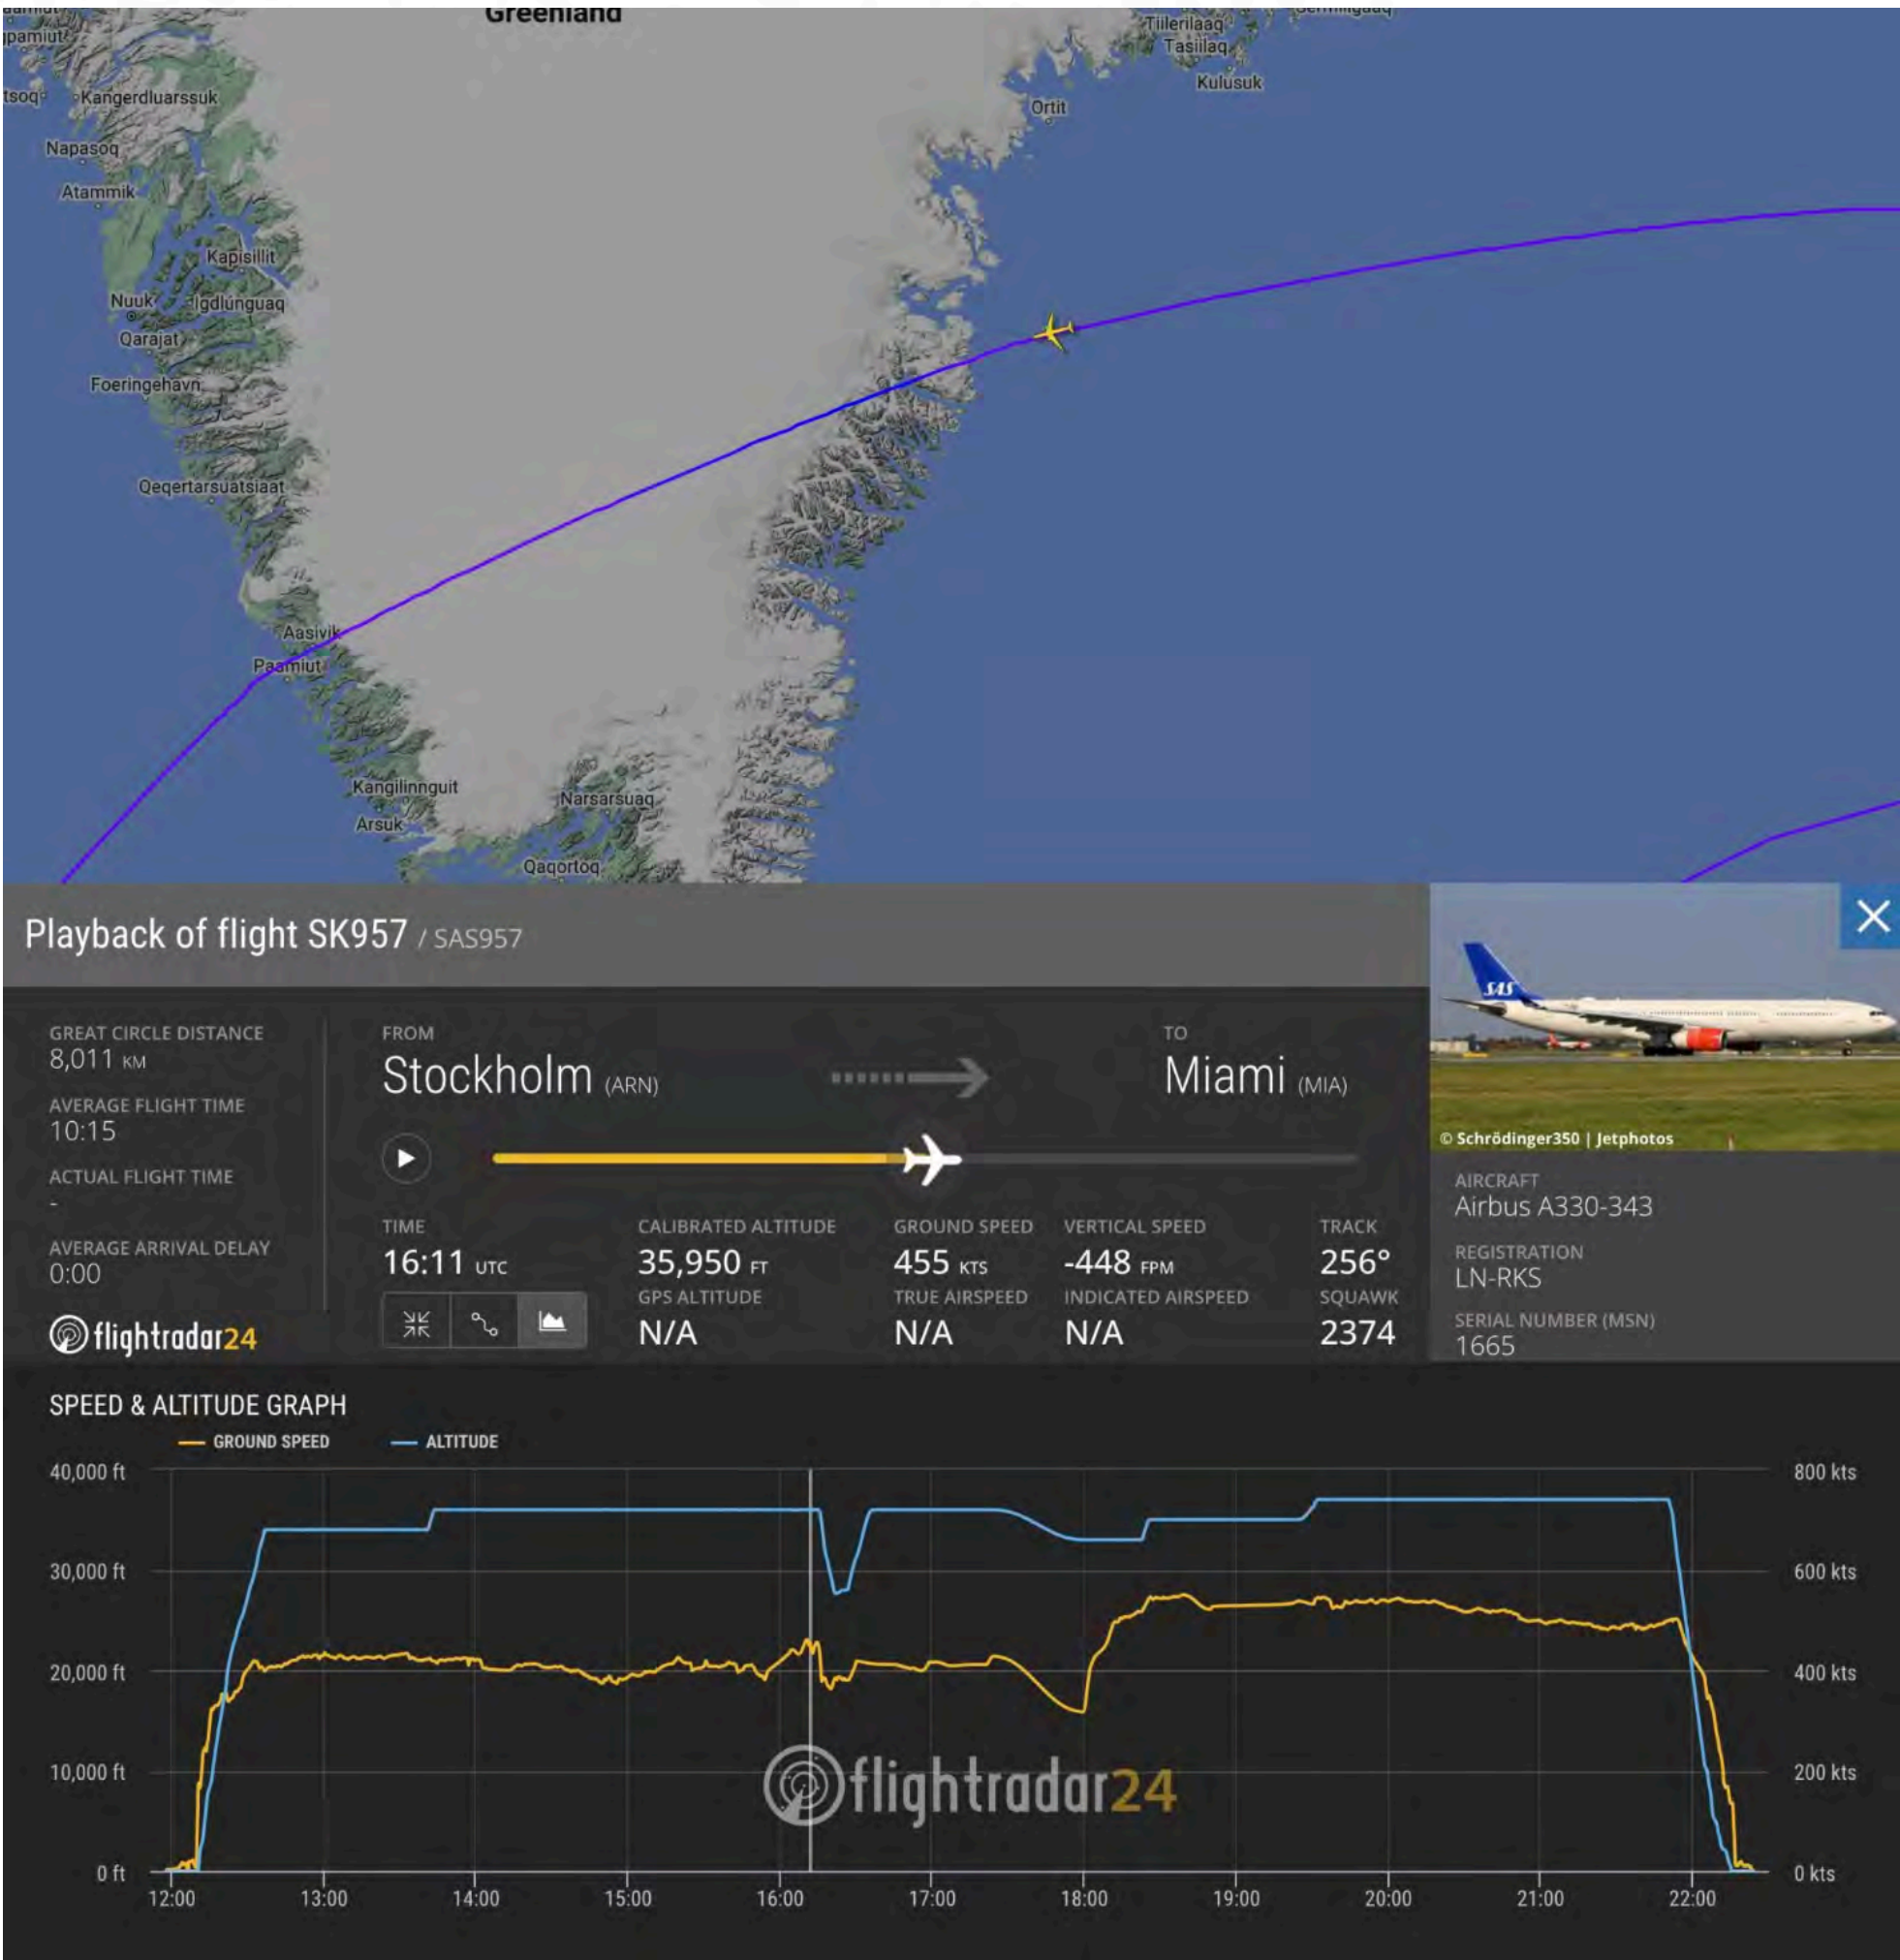 Greenland
Tiilerilaaq
Tasiilaq
Kulusuk
Kangerdluarssuk
Ortit
Napasoq
Atammik
Kapisillit
Nuuk
Igdlúnguaq
Qarajat
Foeringehavn
Qeqertarsuatsiaat
Aasivik
Paamiut
Kangilinnguit
Narsarsuaq
Arsuk
Qaqortoq
Playback of flight SK957 / SAS957
SAS
© Schrödinger350 | Jetphotos
GREAT CIRCLE DISTANCE
8,011 KM
AVERAGE FLIGHT TIME
10:15
ACTUAL FLIGHT TIME
-
AVERAGE ARRIVAL DELAY
0:00
flightradar24
FROM
Stockholm (ARN)
TO
Miami (MIA)
TIME
16:11 UTC
CALIBRATED ALTITUDE
35,950 FT
GPS ALTITUDE
N/A
GROUND SPEED
455 KTS
TRUE AIRSPEED
N/A
VERTICAL SPEED
-448 FPM
INDICATED AIRSPEED
N/A
TRACK
256°
SQUAWK
2374
AIRCRAFT
Airbus A330-343
REGISTRATION
LN-RKS
SERIAL NUMBER (MSN)
1665
SPEED & ALTITUDE GRAPH
GROUND SPEED ALTITUDE
40,000 ft 800 kts
30,000 ft 600 kts
20,000 ft 400 kts
10,000 ft 200 kts
flightradar24
0 ft 0 kts
12:00 13:00 14:00 15:00 16:00 17:00 18:00 19:00 20:00 21:00 22:00